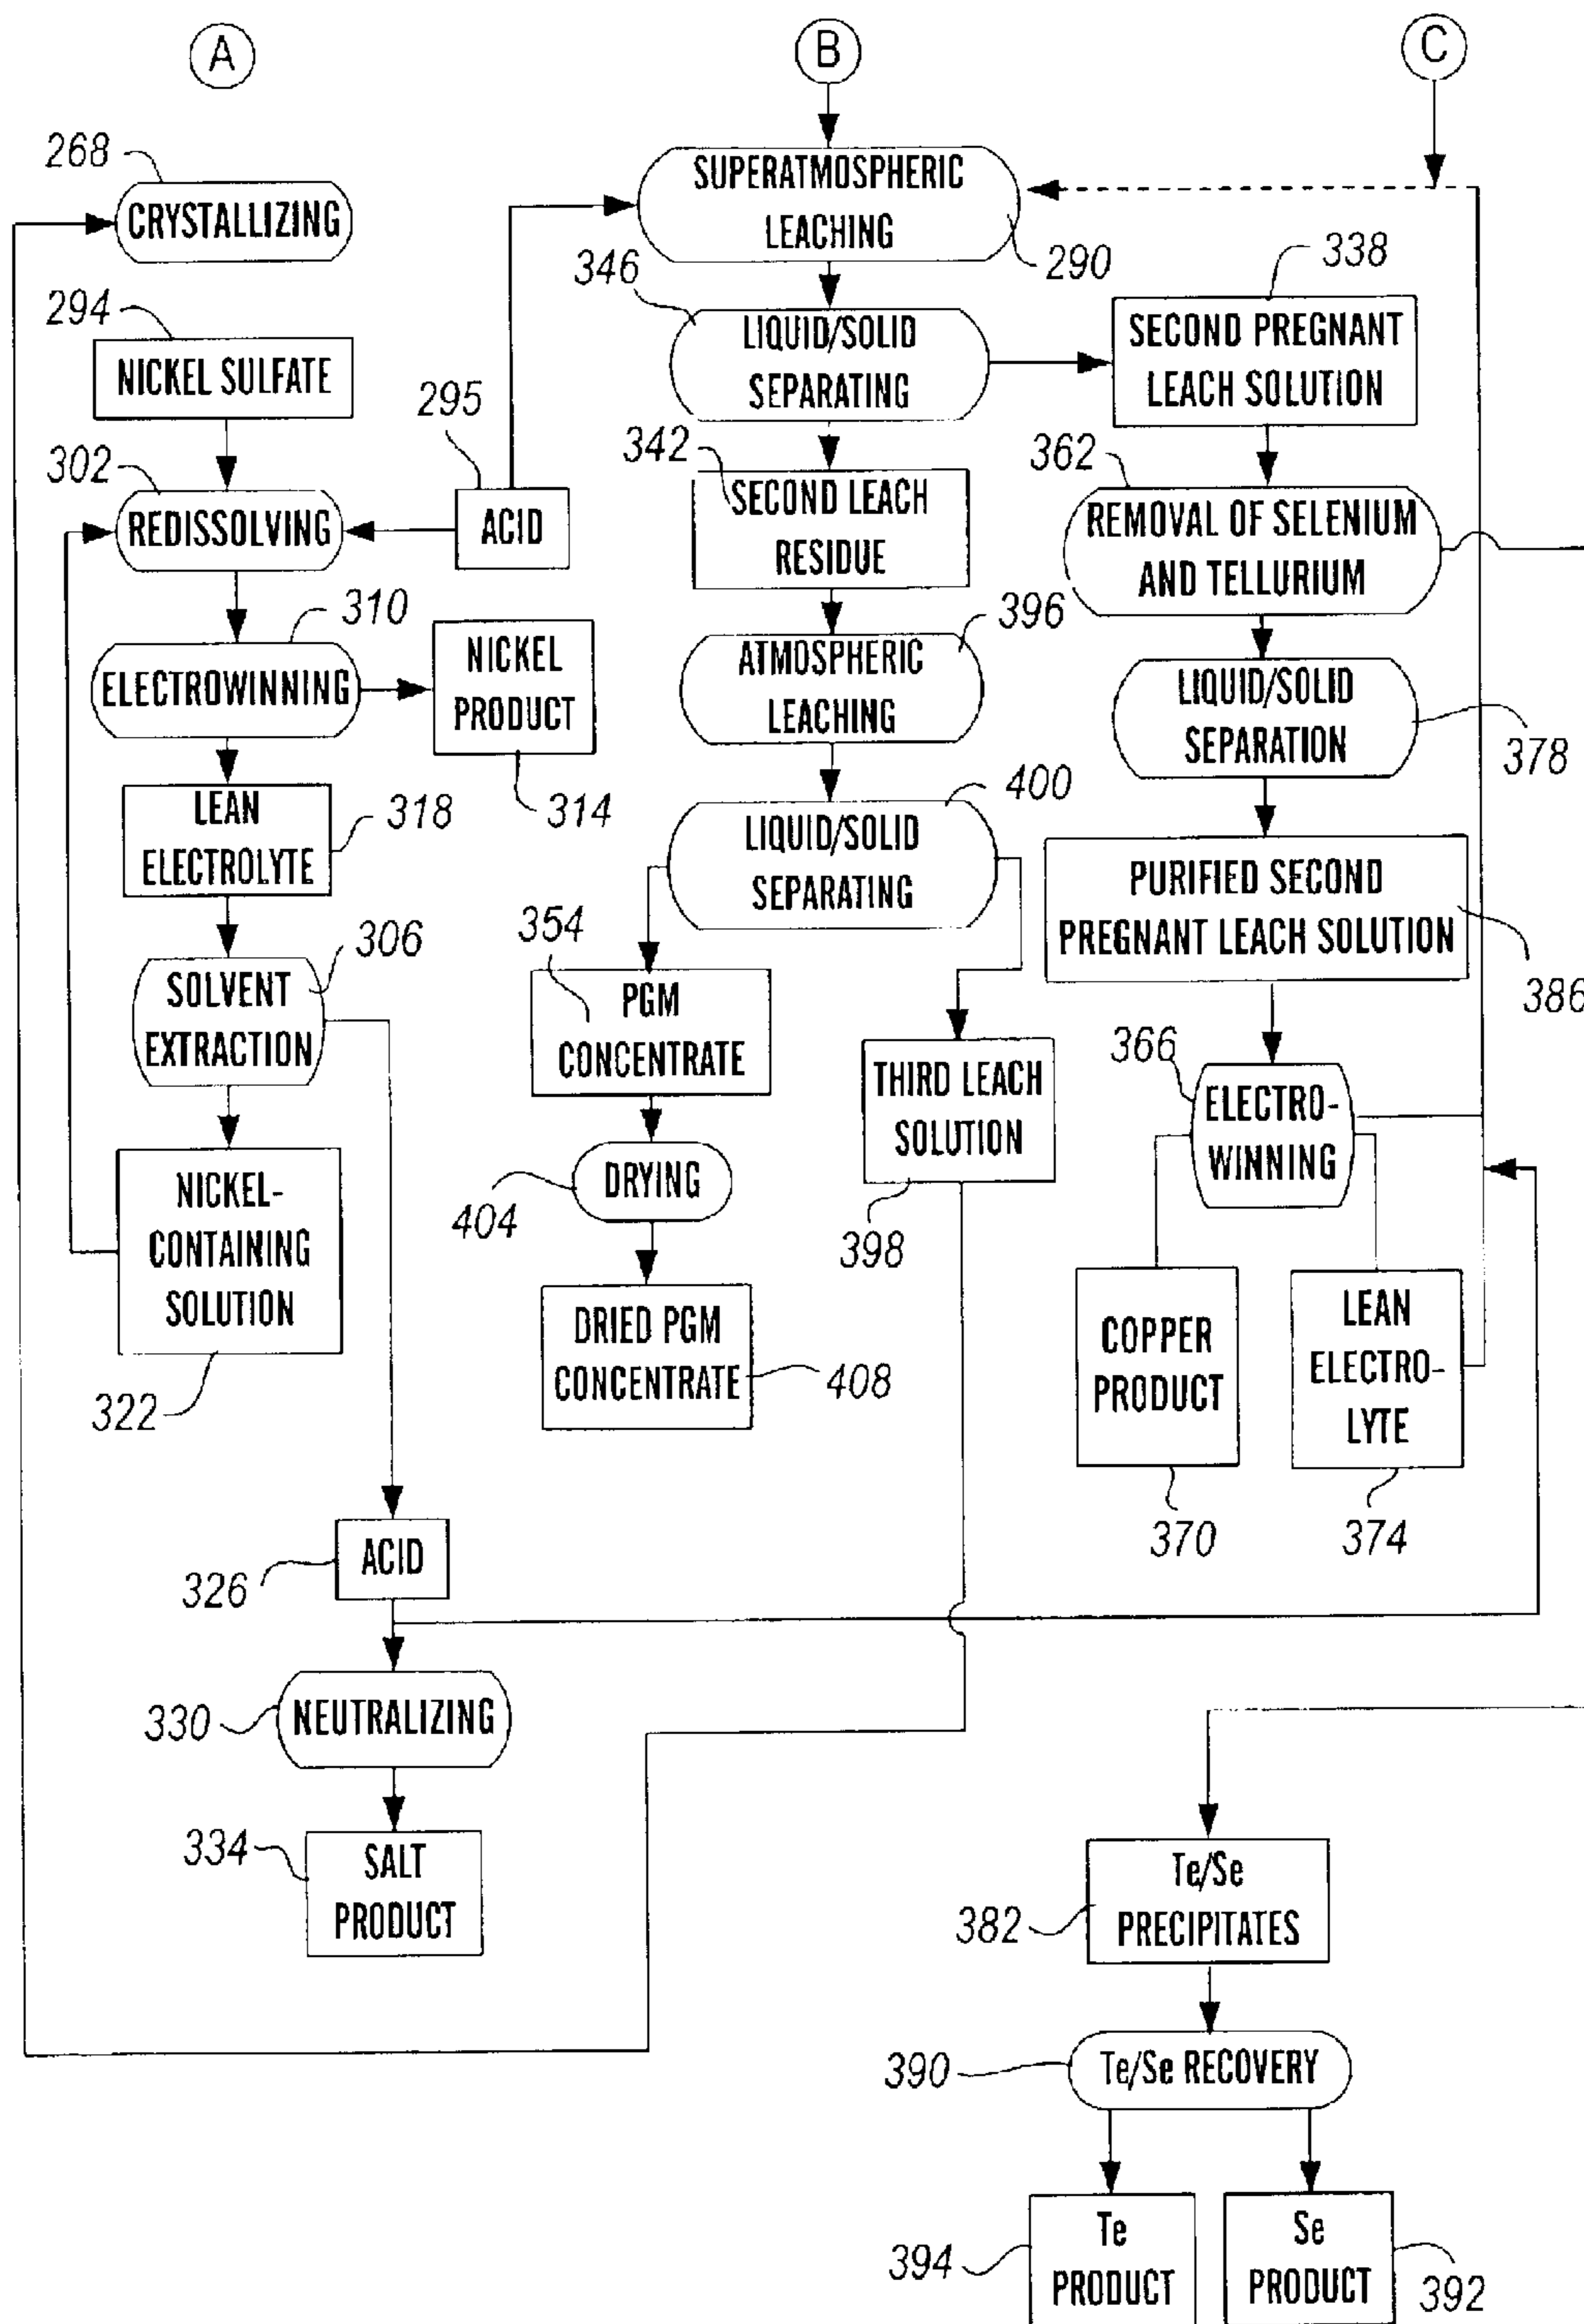 A
B
C
268
CRYSTALLIZING
294
NICKEL SULFATE
302
REDISSOLVING
295
ACID
310
ELECTROWINNING
NICKEL
PRODUCT
314
LEAN
ELECTROLYTE
318
306
SOLVENT
EXTRACTION
NICKEL-
CONTAINING
SOLUTION
322
ACID
326
330
NEUTRALIZING
334
SALT
PRODUCT
SUPERATMOSPHERIC
LEACHING
290
346
LIQUID/SOLID
SEPARATING
342
SECOND LEACH
RESIDUE
396
ATMOSPHERIC
LEACHING
400
LIQUID/SOLID
SEPARATING
354
PGM
CONCENTRATE
404
DRYING
DRIED PGM
CONCENTRATE
408
THIRD LEACH
SOLUTION
398
338
SECOND PREGNANT
LEACH SOLUTION
362
REMOVAL OF SELENIUM
AND TELLURIUM
LIQUID/SOLID
SEPARATION
378
PURIFIED SECOND
PREGNANT LEACH SOLUTION
386
366
ELECTRO-
WINNING
COPPER
PRODUCT
370
LEAN
ELECTRO-
LYTE
374
Te/Se
PRECIPITATES
382
390
Te/Se RECOVERY
Te
PRODUCT
394
Se
PRODUCT
392